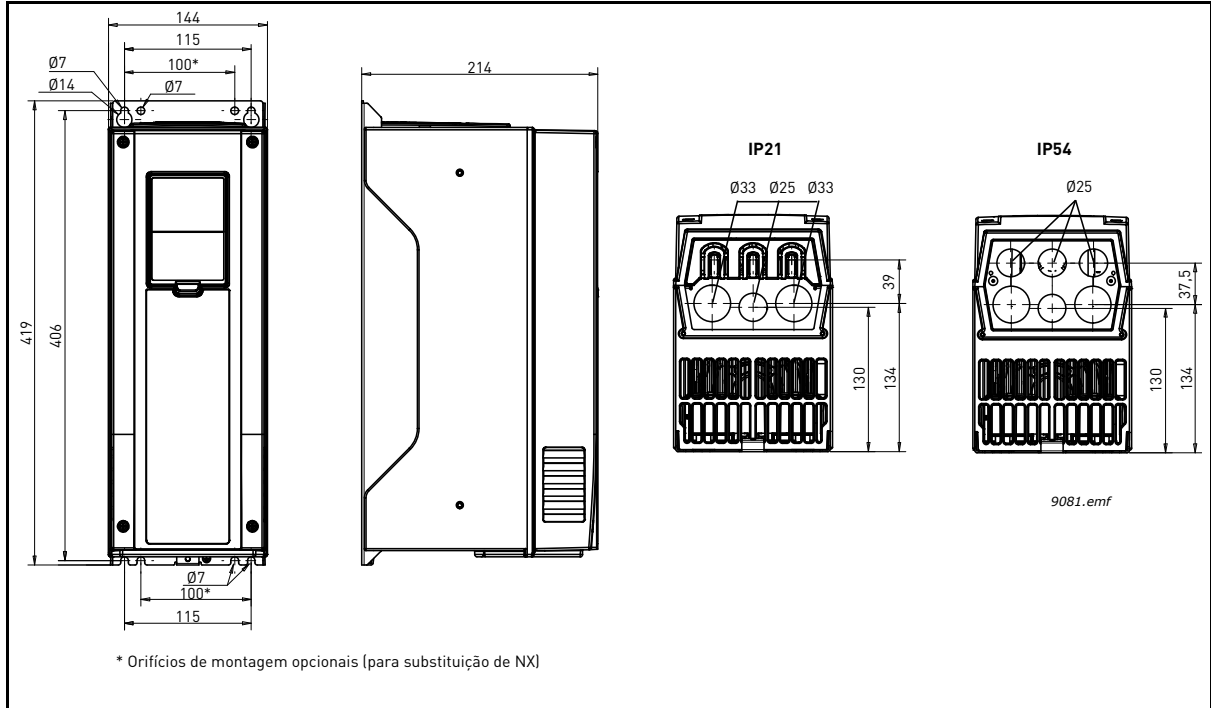 144
115
100*
Ø7
Ø14
Ø7
419
406
Ø7
100*
115
214
IP21
Ø33 Ø25 Ø33
39
130
134
IP54
Ø25
37,5
130
134
9081.emf
* Orifícios de montagem opcionais (para substituição de NX)